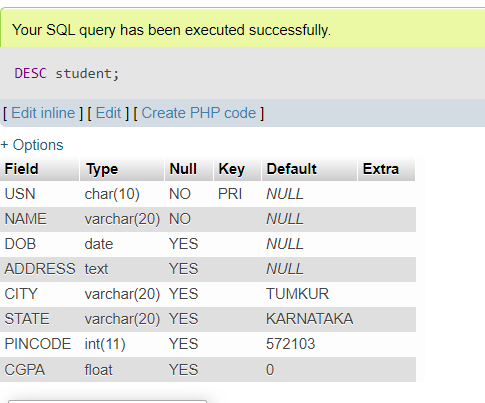 Your SQL query has been executed successfully.
DESC student;
[ Edit inline ] [ Edit ] [ Create PHP code ]
+ Options
Field Type Null Key Default Extra
USN char(10) NO PRI NULL
NAME varchar(20) NO NULL
DOB date YES NULL
ADDRESS text YES NULL
CITY varchar(20) YES TUMKUR
STATE varchar(20) YES KARNATAKA
PINCODE int(11) YES 572103
CGPA float YES 0